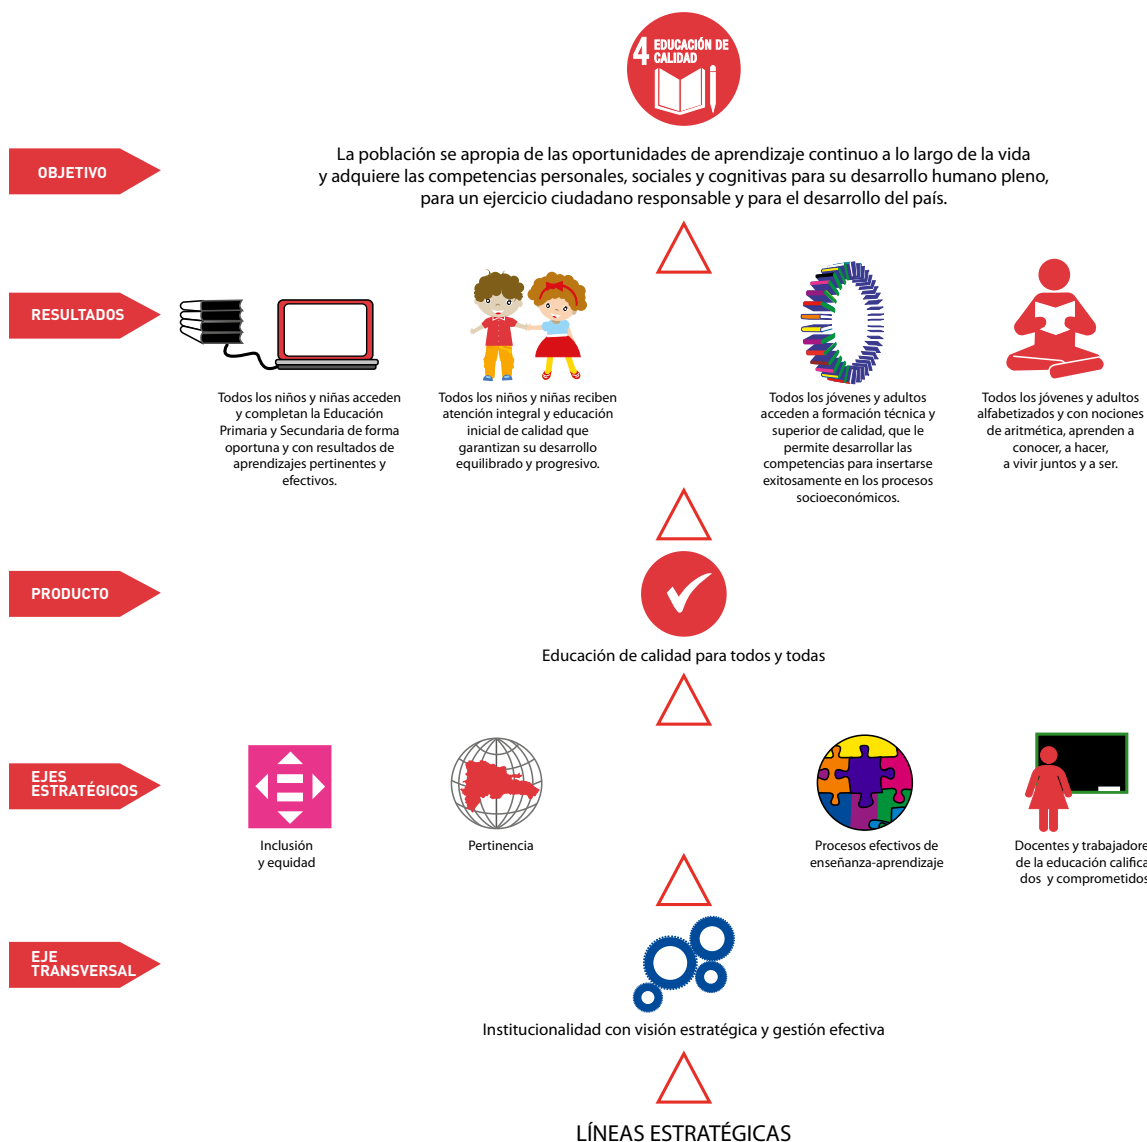 4 EDUCACIÓN DE
CALIDAD
OBJETIVO
La población se apropia de las oportunidades de aprendizaje continuo a lo largo de la vida
y adquiere las competencias personales, sociales y cognitivas para su desarrollo humano pleno,
para un ejercicio ciudadano responsable y para el desarrollo del país.
RESULTADOS
Todos los niños y niñas acceden
y completan la Educación
Primaria y Secundaria de forma
oportuna y con resultados de
aprendizajes pertinentes y
efectivos.
Todos los niños y niñas reciben
atención integral y educación
inicial de calidad que
garantizan su desarrollo
equilibrado y progresivo.
Todos los jóvenes y adultos
acceden a formación técnica y
superior de calidad, que le
permite desarrollar las
competencias para insertarse
exitosamente en los procesos
socioeconómicos.
Todos los jóvenes y adultos
alfabetizados y con nociones
de aritmética, aprenden a
conocer, a hacer,
a vivir juntos y a ser.
PRODUCTO
Educación de calidad para todos y todas
EJES
ESTRATÉGICOS
Inclusión
y equidad
Pertinencia
Procesos efectivos de
enseñanza-aprendizaje
Docentes y trabajadore
de la educación califica
dos y comprometidos
EJE
TRANSVERSAL
Institucionalidad con visión estratégica y gestión efectiva
LÍNEAS ESTRATÉGICAS